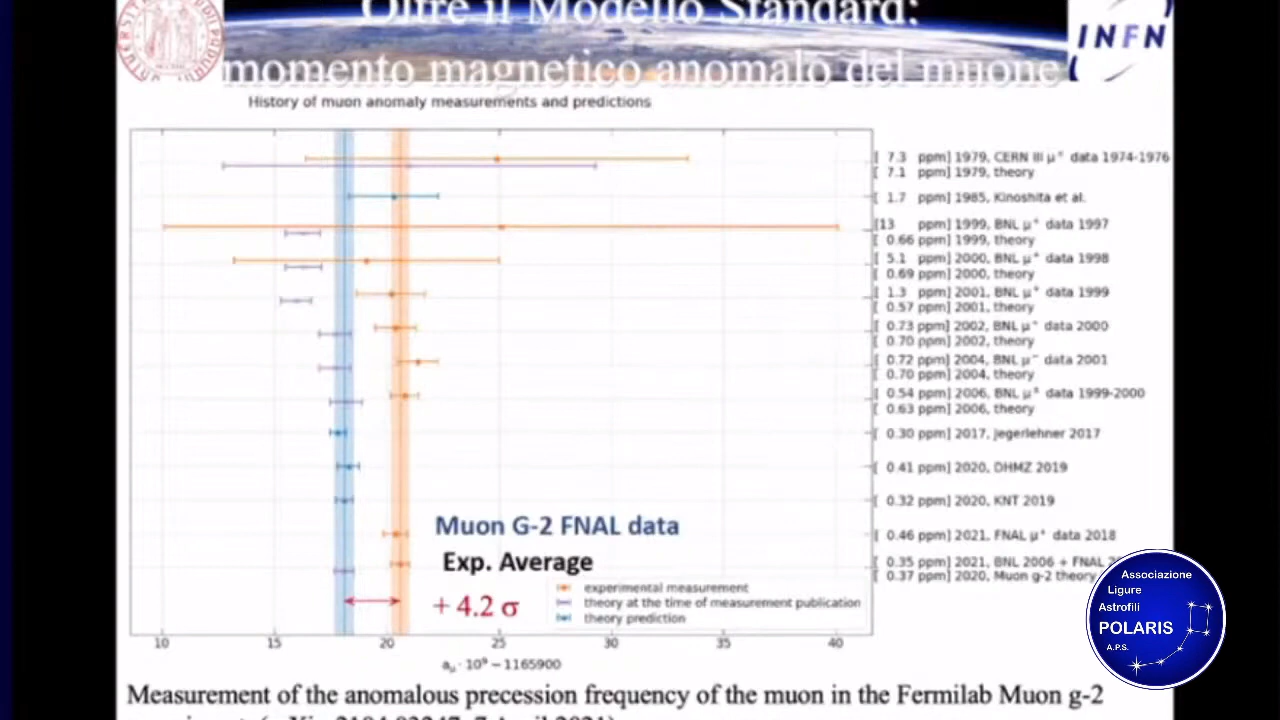 Oltre il Modello Standard:
momento magnetico anomalo del muone
INFN
History of muon anomaly measurements and predictions
[ 7.3 ppm] 1979, CERN III μ⁺ data 1974-1976
[ 7.1 ppm] 1979, theory
[ 1.7 ppm] 1985, Kinoshita et al.
[13 ppm] 1999, BNL μ⁺ data 1997
[ 0.66 ppm] 1999, theory
[ 5.1 ppm] 2000, BNL μ⁺ data 1998
[ 0.69 ppm] 2000, theory
[ 1.3 ppm] 2001, BNL μ⁺ data 1999
[ 0.57 ppm] 2001, theory
[ 0.73 ppm] 2002, BNL μ⁺ data 2000
[ 0.70 ppm] 2002, theory
[ 0.72 ppm] 2004, BNL μ⁻ data 2001
[ 0.70 ppm] 2004, theory
[ 0.54 ppm] 2006, BNL μ± data 1999-2000
[ 0.63 ppm] 2006, theory
[ 0.30 ppm] 2017, Jegerlehner 2017
[ 0.41 ppm] 2020, DHMZ 2019
[ 0.32 ppm] 2020, KNT 2019
[ 0.46 ppm] 2021, FNAL μ⁺ data 2018
[ 0.35 ppm] 2021, BNL 2006 + FNAL
[ 0.37 ppm] 2020, Muon g-2 theory
Muon G-2 FNAL data
Exp. Average
+ 4.2 σ
experimental measurement
theory at the time of measurement publication
theory prediction
10 15 20 25 30 35 40
aμ · 10⁹ − 1165900
Associazione
Ligure
Astrofili
POLARIS
A.P.S.
Measurement of the anomalous precession frequency of the muon in the Fermilab Muon g-2